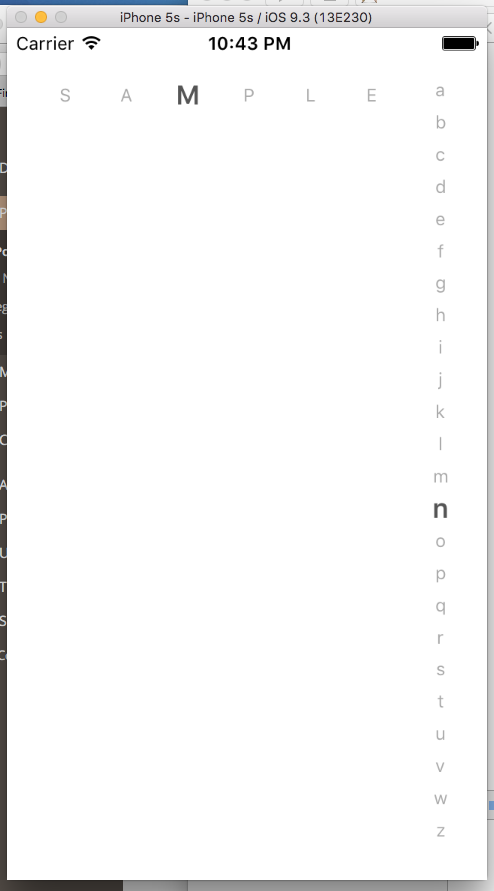 iPhone 5s - iPhone 5s / iOS 9.3 (13E230)
Carrier 10:43 PM
S A M P L E
a
b
c
d
e
f
g
h
i
j
k
l
m
n
o
p
q
r
s
t
u
v
w
z